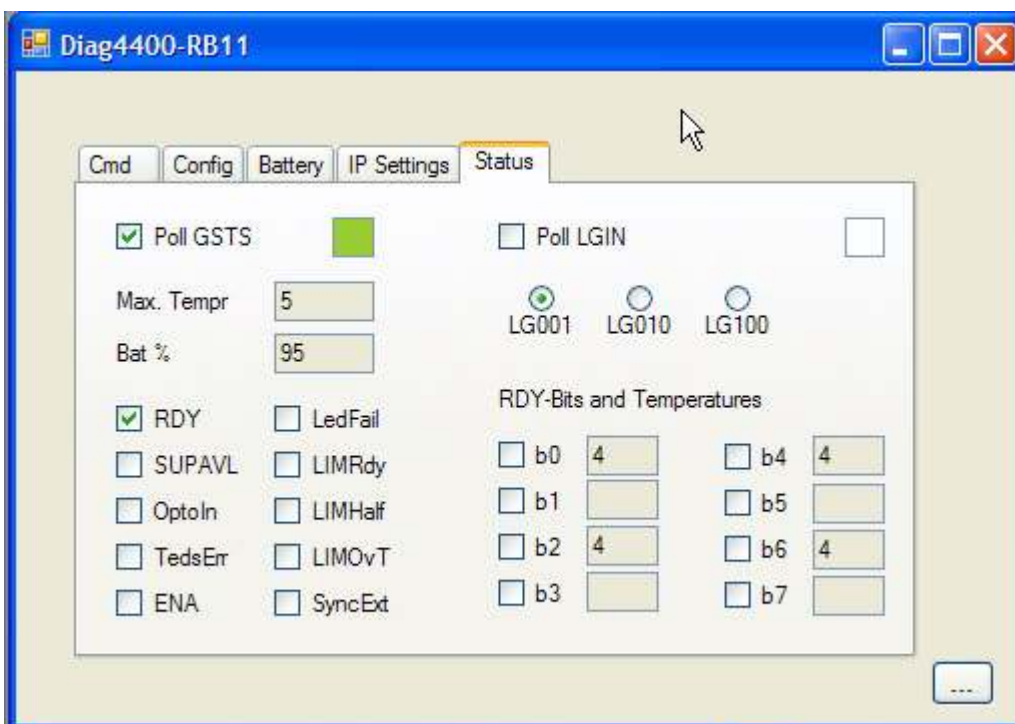 Diag4400-RB11
Cmd Config Battery IP Settings Status
Poll GSTS
Max. Tempr 5
Bat % 95
RDY LedFail
SUPAVL LIMRdy
OptoIn LIMHalf
TedsErr LIMOvT
ENA SyncExt
Poll LGIN
LG001 LG010 LG100
RDY-Bits and Temperatures
b0 4 b4 4
b1 b5
b2 4 b6 4
b3 b7
...